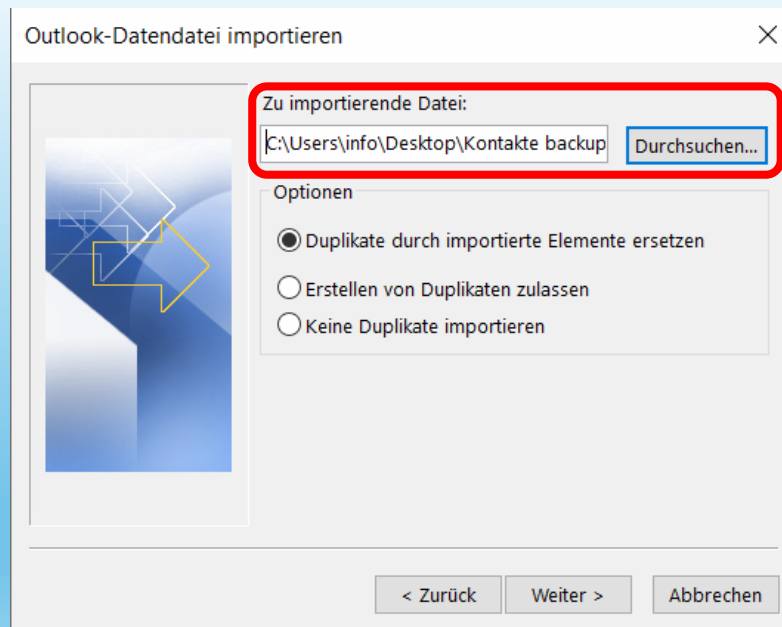 Outlook-Datendatei importieren
Zu importierende Datei:
C:\Users\info\Desktop\Kontakte backup
Durchsuchen...
Optionen
Duplikate durch importierte Elemente ersetzen
Erstellen von Duplikaten zulassen
Keine Duplikate importieren
< Zurück
Weiter >
Abbrechen